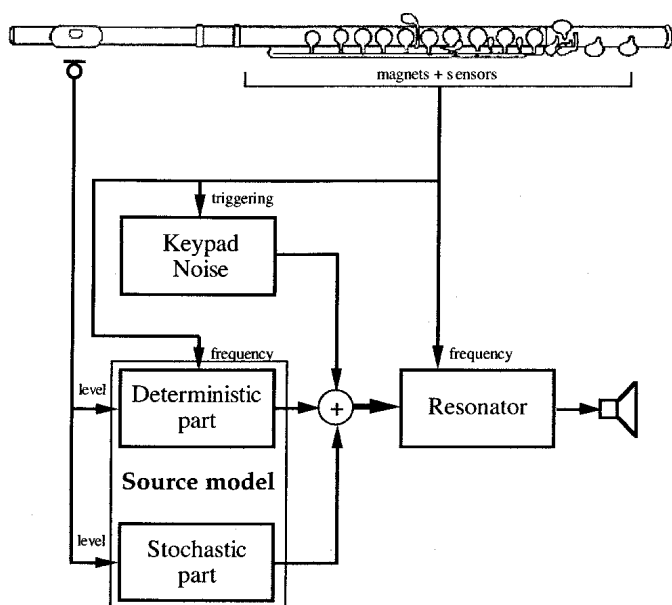 magnets + sensors
triggering
Keypad
Noise
frequency
frequency
level
Deterministic
part
+
Resonator
Source model
level
Stochastic
part